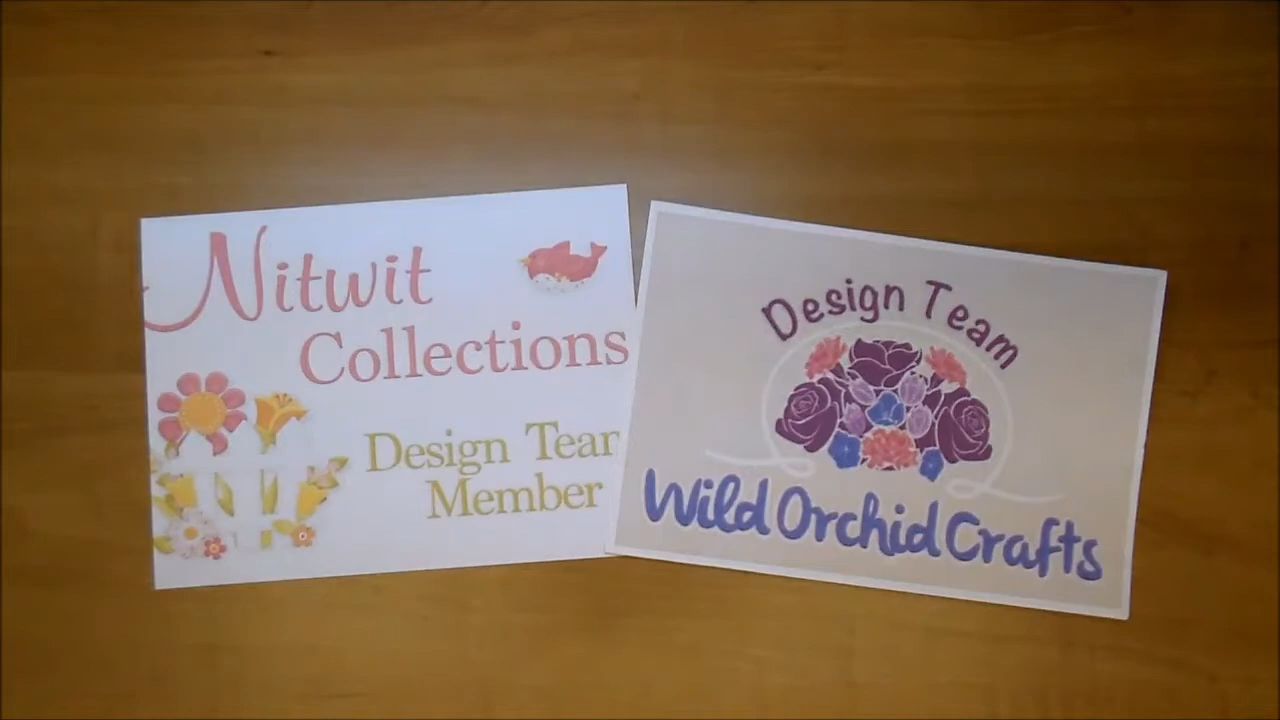 Nitwit
Collections
Design Tear
Member
Design Team
Wild Orchid Crafts